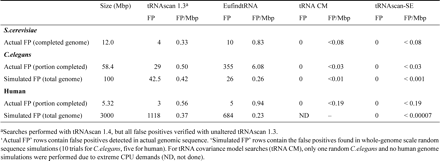 Size (Mbp) tRNAscan 1.3a EufindtRNA tRNA CM tRNAscan-SE
FP FP/Mbp FP FP/Mbp FP FP/Mbp FP FP/Mbp
S.cerevisiae
Actual FP (completed genome) 12.0 4 0.33 10 0.83 0 <0.08 0 < 0.08
C.elegans
Actual FP (portion completed) 58.4 29 0.50 355 6.08 0 <0.03 0 < 0.03
Simulated FP (total genome) 100 42.5 0.42 26 0.26 0 <0.01 0 < 0.001
Human
Actual FP (portion completed) 5.32 3 0.56 5 0.94 0 <0.19 0 < 0.19
Simulated FP (total genome) 3000 1118 0.37 684 0.23 ND – 0 < 0.00007
aSearches performed with tRNAscan 1.4, but all false positives verified with unaltered tRNAscan 1.3.
'Actual FP' rows contain false positives detected in actual genomic sequence. 'Simulated FP' rows contain the false positives found in whole-genome scale random
sequence simulations (10 trials for C.elegans, five for human). For tRNA covariance model searches (tRNA CM), only one random C.elegans and no human genome
simulations were performed due to extreme CPU demands (ND, not done).